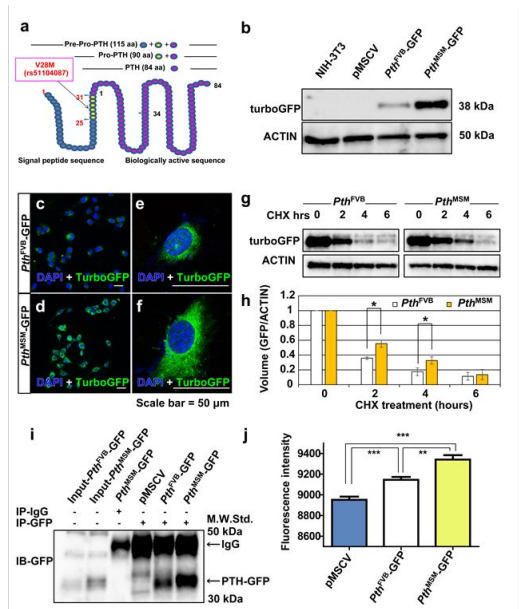 a
Pre-Pro-PTH (115 aa)
+ +
Pro-PTH (90 aa)
+
PTH (84 aa)
V28M
(rs51104087)
1
31
25
1
34
84
Signal peptide sequence
Biologically active sequence
b
NIH-3T3
pMSCV
PthFVB-GFP
PthMSM-GFP
turboGFP
38 kDa
ACTIN
50 kDa
c
e
PthFVB-GFP
DAPI + TurboGFP
DAPI + TurboGFP
d
f
PthMSM-GFP
DAPI + TurboGFP
DAPI + TurboGFP
Scale bar = 50 µm
g
PthFVB
PthMSM
CHX hrs 0 2 4 6 0 2 4 6
turboGFP
ACTIN
h
Volume (GFP/ACTIN)
1.2
1
0.8
0.6
0.4
0.2
0
* *
PthFVB
PthMSM
0 2 4 6
CHX treatment (hours)
i
Input-PthFVB-GFP
Input-PthMSM-GFP
PthMSM-GFP
pMSCV
PthFVB-GFP
PthMSM-GFP
IP-IgG - - + - - -
IP-GFP - - - + + + M.W.Std.
50 kDa
←IgG
IB-GFP
←PTH-GFP
30 kDa
j
Fluorescence intensity
9400
9200
9000
8800
8600
***
*** **
pMSCV
PthFVB-GFP
PthMSM-GFP